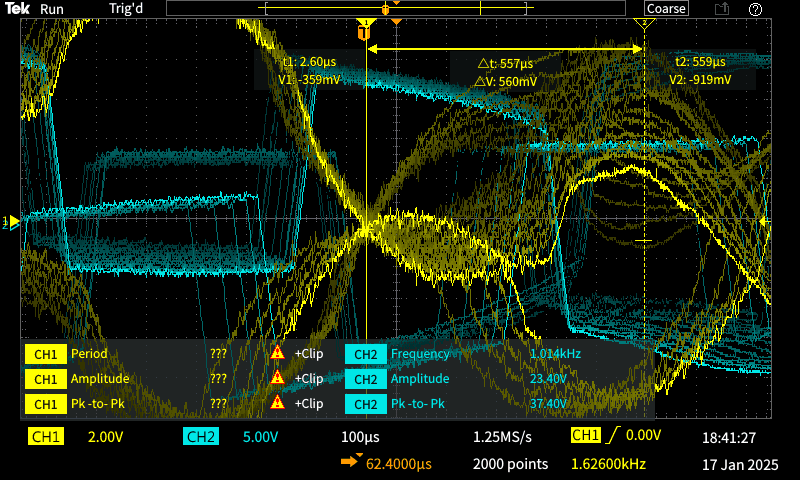 Tek Run Trig'd Coarse
T
t1: 2.60µs △t: 557µs t2: 559µs
V1: -359mV △V: 560mV V2: -919mV
1
2
CH1 Period ??? +Clip CH2 Frequency 1.014kHz
CH1 Amplitude ??? +Clip CH2 Amplitude 23.40V
CH1 Pk -to- Pk ??? +Clip CH2 Pk -to- Pk 37.40V
CH1 2.00V CH2 5.00V 100µs 1.25MS/s CH1 0.00V 18:41:27
62.4000µs 2000 points 1.62600kHz 17 Jan 2025